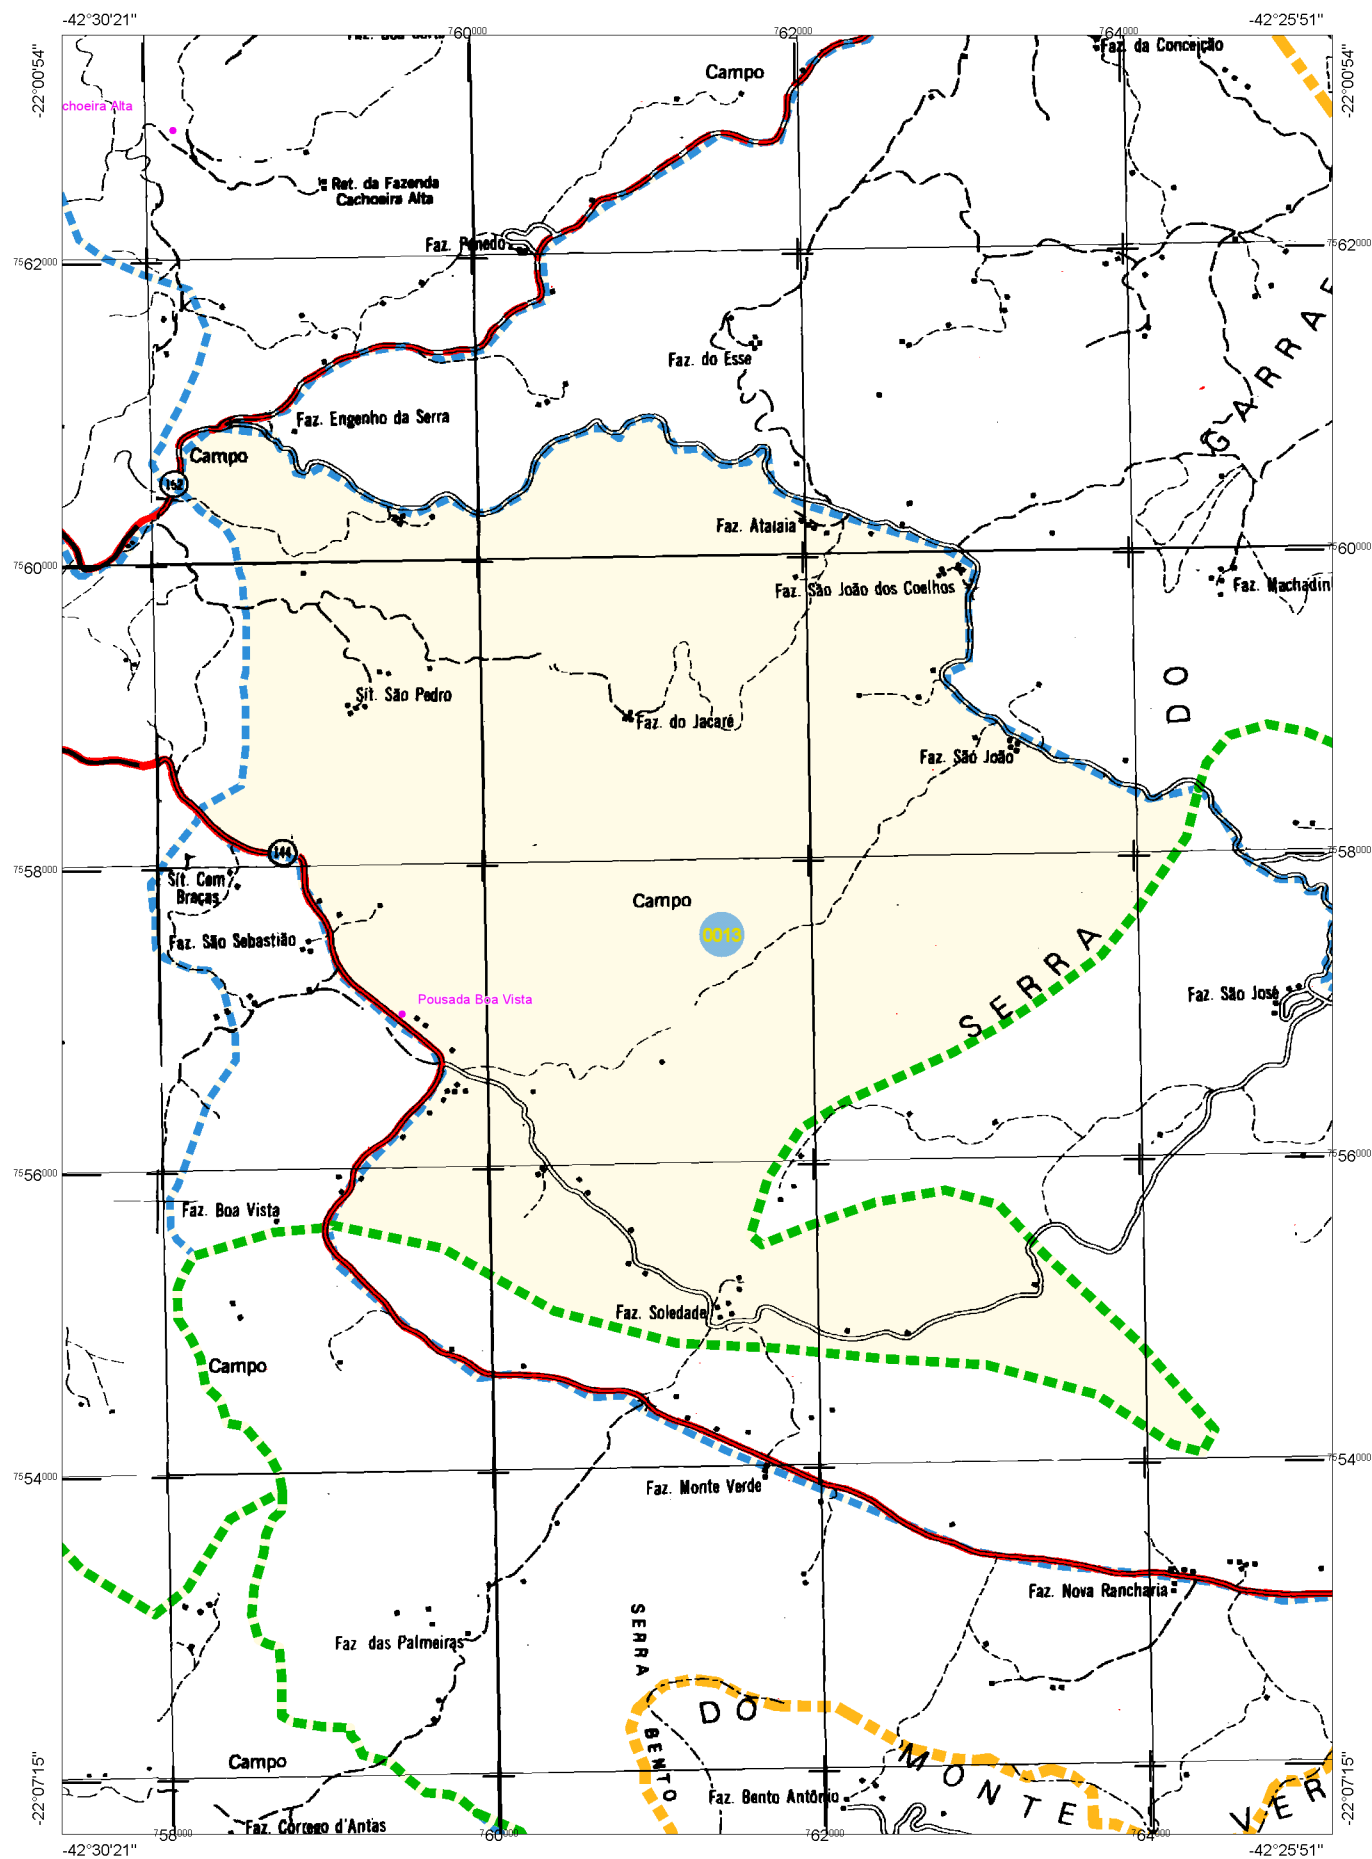 -42°30'21"
-42°25'51"
760000
762000
764000
-22°00'54"
-22°00'54"
Faz. da Conceição
Campo
choeira Alta
Ret. da Fazenda
Cachoeira Alta
Faz. Penedo
7562000
7562000
GARRAF
Faz. do Esse
Faz. Engenho da Serra
Campo
152
Faz. Atalaia
7560000
7560000
Faz. São João dos Coelhos
Faz. Machadin
DO
Sít. São Pedro
Faz. do Jacaré
Faz. São João
144
7558000
7558000
Sít. Cem
Braças
Campo
0013
Faz. São Sebastião
SERRA
Faz. São José
Pousada Boa Vista
7556000
7556000
Faz. Boa Vista
Faz. Soledade
Campo
7554000
7554000
Faz. Monte Verde
Faz. Nova Rancharia
Faz das Palmeiras
SERRA
DO
BENTO
MONTE
VER
Campo
Faz. Bento Antônio
Faz. Córrego d'Antas
-22°07'15"
-22°07'15"
758000
760000
762000
764000
-42°30'21"
-42°25'51"